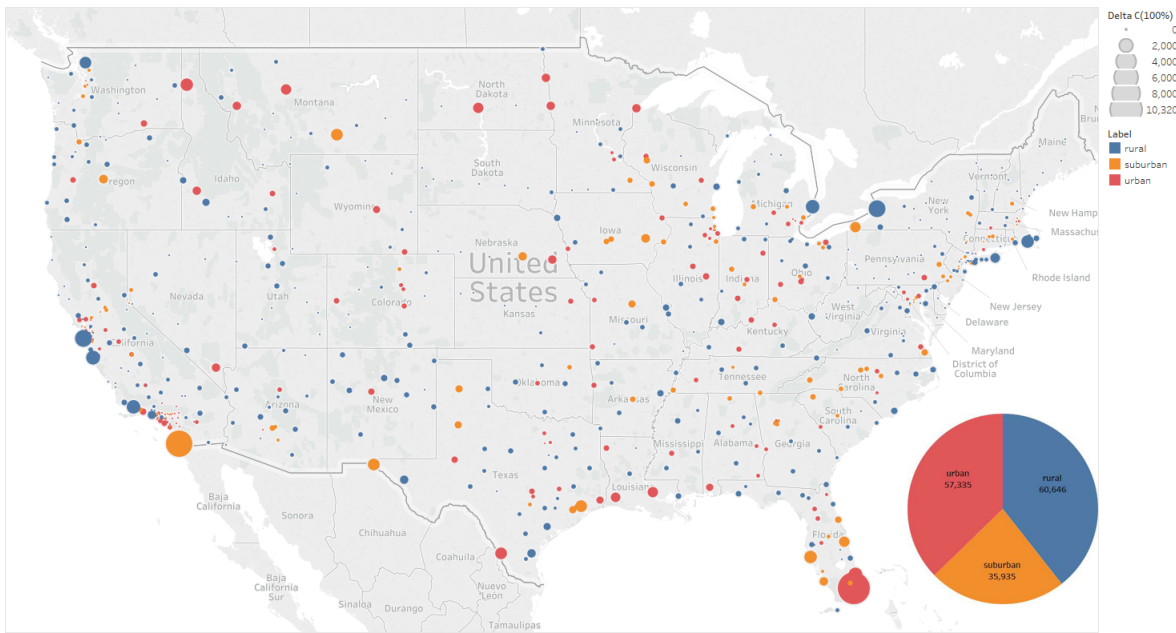 Delta C(100%)
0
2,000
4,000
6,000
8,000
10,320
Label
rural
suburban
urban
Washington
Montana
North
Dakota
Minnesota
Maine
Oregon
Idaho
South
Dakota
Wisconsin
Michigan
Vermont
New
York
New Hamp
Massachus
Wyoming
Iowa
Connecticut
Nebraska
Pennsylvania
Rhode Island
United
States
Nevada
Utah
Colorado
Kansas
Illinois
Indiana
Ohio
New Jersey
Delaware
Missouri
West
Virginia
Virginia
Maryland
District of
Columbia
California
Kentucky
Arizona
New
Mexico
Oklahoma
Arkansas
Tennessee
North
Carolina
South
Carolina
Mississippi
Alabama
Georgia
Texas
Louisiana
Florida
Baja
California
Sonora
Chihuahua
Coahuila
Baja
California
Sur
Sinaloa
Durango
Nuevo
León
Tamaulipas
urban
57,335
rural
60,646
suburban
35,935